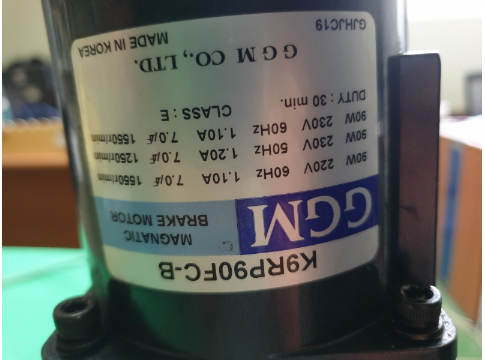 K9RP90FC-B
GGM MAGNATIC BRAKE MOTOR
90W 220V 60Hz 1.10A 7.0㎌ 1550r/min
90W 230V 50Hz 1.20A 7.0㎌ 1250r/min
90W 230V 60Hz 1.10A 7.0㎌ 1550r/min
DUTY : 30 min. CLASS : E
G G M CO., LTD.
GJHJC19 MADE IN KOREA